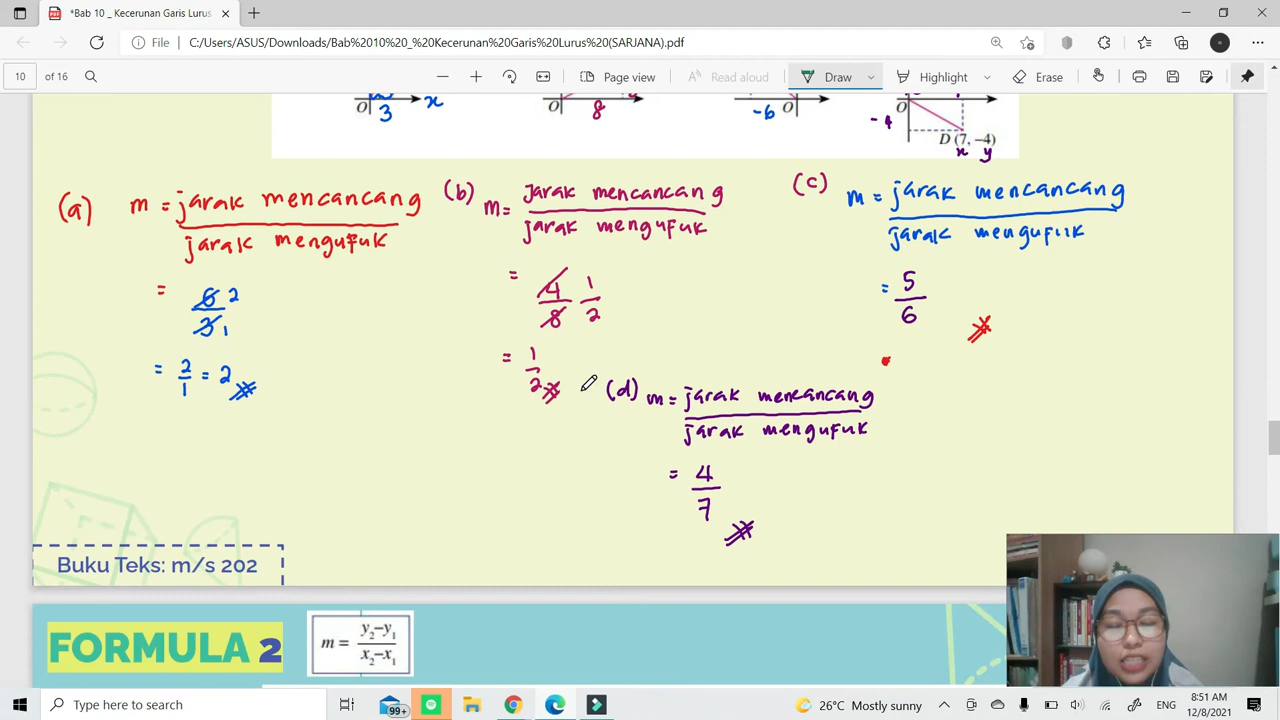 *Bab 10 _ Kecerunan Garis Lurus
File C:/Users/ASUS/Downloads/Bab%2010%20_%20Kecerunan%20Garis%20Lurus%20(SARJANA).pdf
10 of 16 Page view Read aloud Draw Highlight Erase
O 3 x
O 8
-6 O
O -4 D (7, -4)
x y
(a) m = jarak mencancang
jarak mengufuk
= 6 2
3 1
= 2
1 = 2
(b) m = jarak mencancang
jarak mengufuk
= 4 1
8 2
= 1
2
(c) m = jarak mencancang
jarak mengufuk
= 5
6
(d) m = jarak mencancang
jarak mengufuk
= 4
7
Buku Teks: m/s 202
FORMULA 2
m = y₂–y₁
x₂–x₁
Type here to search
99+
26°C Mostly sunny
ENG
8:51 AM
12/8/2021